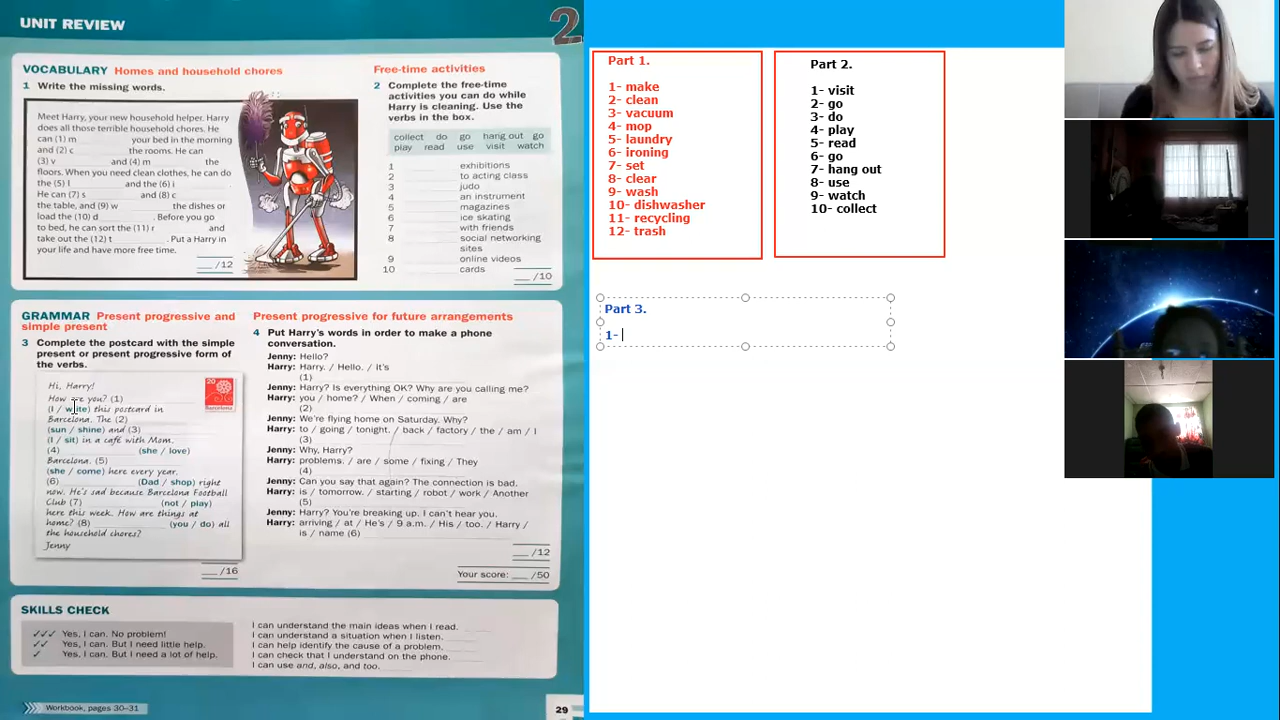 UNIT REVIEW
2
VOCABULARY Homes and household chores
1 Write the missing words.
Meet Harry, your new household helper. Harry
does all those terrible household chores. He
can (1) m your bed in the morning
and (2) c the rooms. He can
(3) v and (4) m the
floors. When you need clean clothes, he can do
the (5) l and the (6) i .
He can (7) s and (8) c
the table, and (9) w the dishes or
load the (10) d . Before you go
to bed, he can sort the (11) r and
take out the (12) t . Put a Harry in
your life and have more free time.
__ /12
Free-time activities
2 Complete the free-time
activities you can do while
Harry is cleaning. Use the
verbs in the box.
collect do go hang out go
play read use visit watch
1 exhibitions
2 to acting class
3 judo
4 an instrument
5 magazines
6 ice skating
7 with friends
8 social networking
sites
9 online videos
10 cards
__ /10
GRAMMAR Present progressive and
simple present
3 Complete the postcard with the simple
present or present progressive form of
the verbs.
20
Barcelona
Hi, Harry!
How are you? (1)
(I / write) this postcard in
Barcelona. The (2)
(sun / shine) and (3)
(I / sit) in a café with Mom.
(4) (she / love)
Barcelona. (5)
(she / come) here every year.
(6) (Dad / shop) right
now. He's sad because Barcelona Football
Club (7) (not / play)
here this week. How are things at
home? (8) (you / do) all
the household chores?
Jenny
__ /16
Present progressive for future arrangements
4 Put Harry's words in order to make a phone
conversation.
Jenny: Hello?
Harry: Harry. / Hello. / It's
(1)
Jenny: Harry? Is everything OK? Why are you calling me?
Harry: you / home? / When / coming / are
(2)
Jenny: We're flying home on Saturday. Why?
Harry: to / going / tonight. / back / factory / the / am / I
(3)
Jenny: Why, Harry?
Harry: problems. / are / some / fixing / They
(4)
Jenny: Can you say that again? The connection is bad.
Harry: is / tomorrow. / starting / robot / work / Another
(5)
Jenny: Harry? You're breaking up. I can't hear you.
Harry: arriving / at / He's / 9 a.m. / His / too. / Harry /
is / name (6)
__ /12
Your score: __ /50
SKILLS CHECK
✓✓✓ Yes, I can. No problem!
✓✓ Yes, I can. But I need little help.
✓ Yes, I can. But I need a lot of help.
I can understand the main ideas when I read.
I can understand a situation when I listen.
I can help identify the cause of a problem.
I can check that I understand on the phone.
I can use and, also, and too.
Workbook, pages 30–31
29
Part 1.
1- make
2- clean
3- vacuum
4- mop
5- laundry
6- ironing
7- set
8- clear
9- wash
10- dishwasher
11- recycling
12- trash
Part 2.
1- visit
2- go
3- do
4- play
5- read
6- go
7- hang out
8- use
9- watch
10- collect
Part 3.
1-